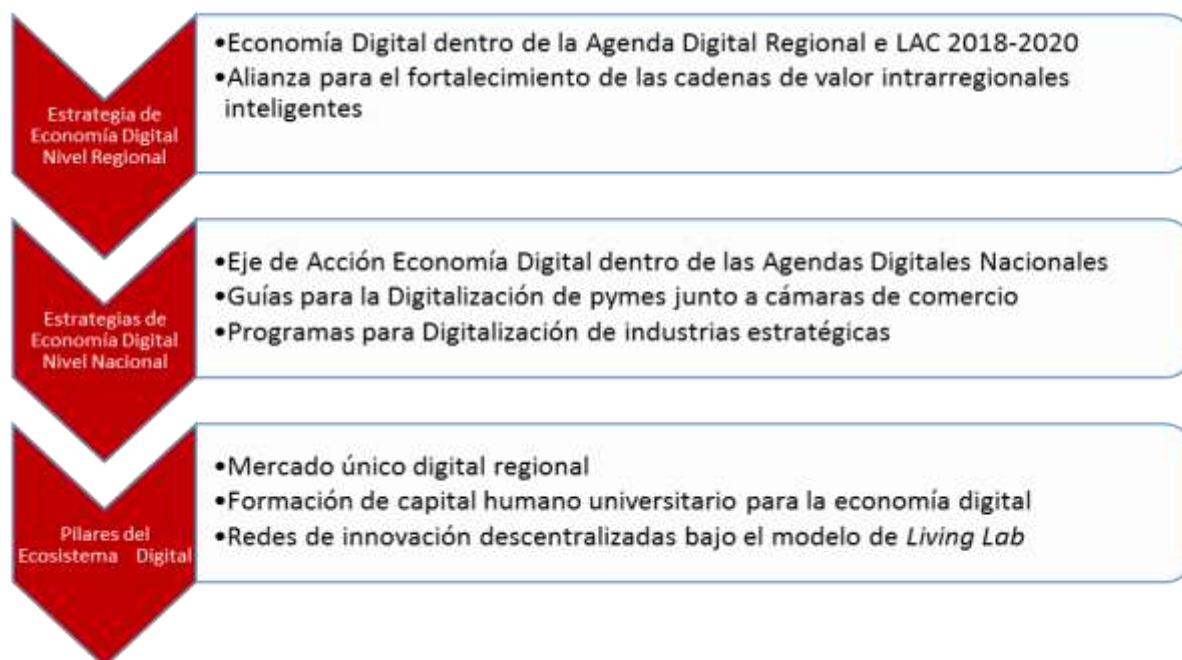 Estrategia de
Economía Digital
Nivel Regional
•Economía Digital dentro de la Agenda Digital Regional e LAC 2018-2020
•Alianza para el fortalecimiento de las cadenas de valor intrarregionales
inteligentes
Estrategias de
Economía Digital
Nivel Nacional
•Eje de Acción Economía Digital dentro de las Agendas Digitales Nacionales
•Guías para la Digitalización de pymes junto a cámaras de comercio
•Programas para Digitalización de industrias estratégicas
Pilares del
Ecosistema Digital
•Mercado único digital regional
•Formación de capital humano universitario para la economía digital
•Redes de innovación descentralizadas bajo el modelo de Living Lab